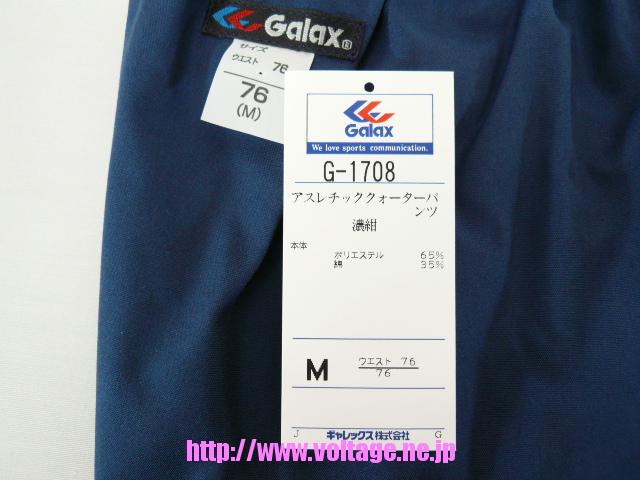 Galax®
サイズ
ウエスト . 76
76
(M)
Galax
We love sports communication.
G-1708
アスレチッククォーターパ
ンツ
濃紺
本体
ポリエステル 65%
綿 35%
M
ウエスト 76
76
J ギャレックス株式会社 G
http://www.voltage.ne.jp